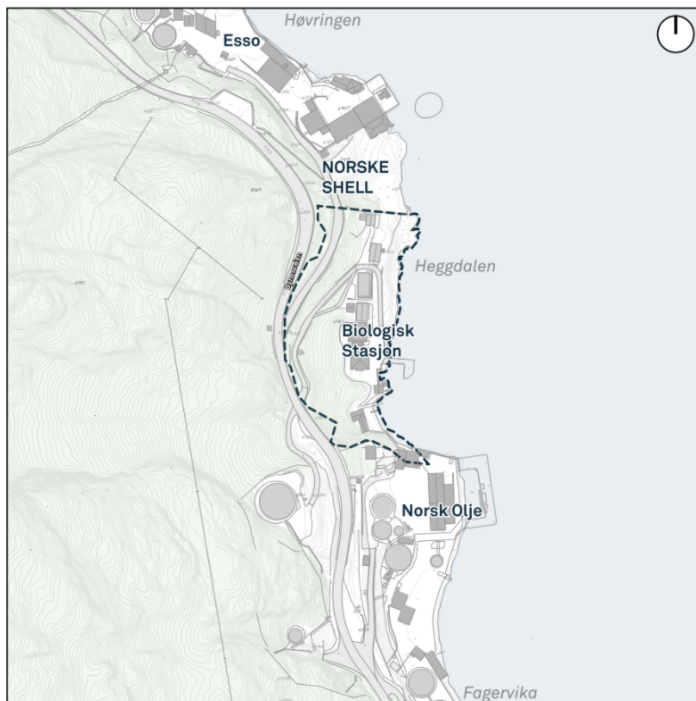 Høvringen
Esso
NORSKE
SHELL
Heggdalen
Biologisk
Stasjon
Norsk Olje
Fagervika